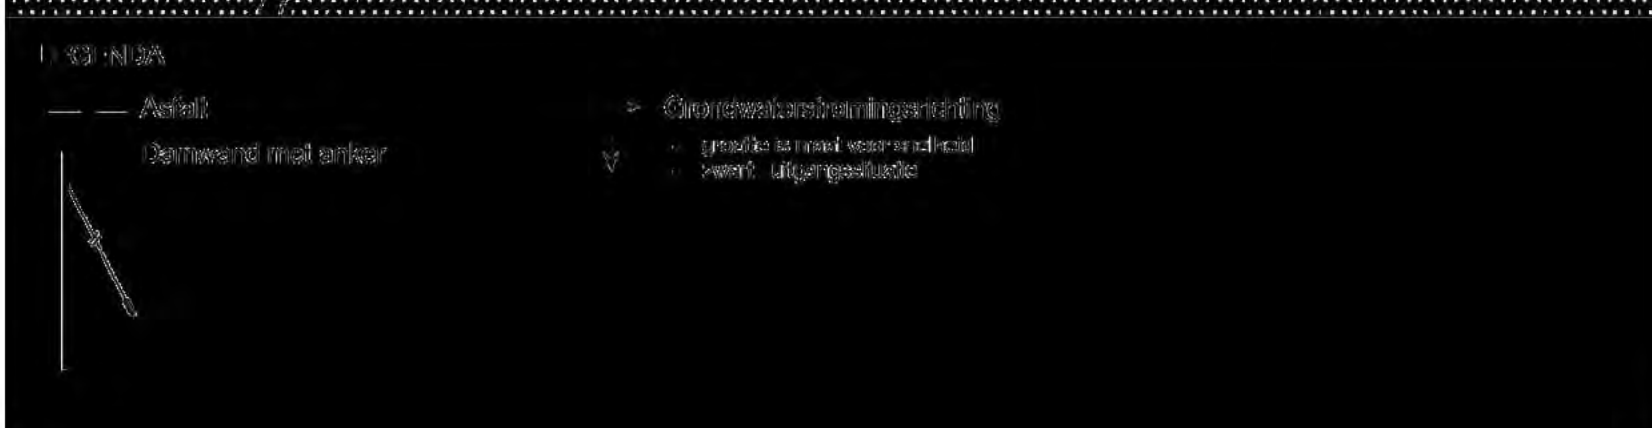 LEGENDA
Asfalt
Damwand met anker
Grondwaterstromingsrichting
- grootte is maat voor snelheid
- zwart: uitgangssituatie